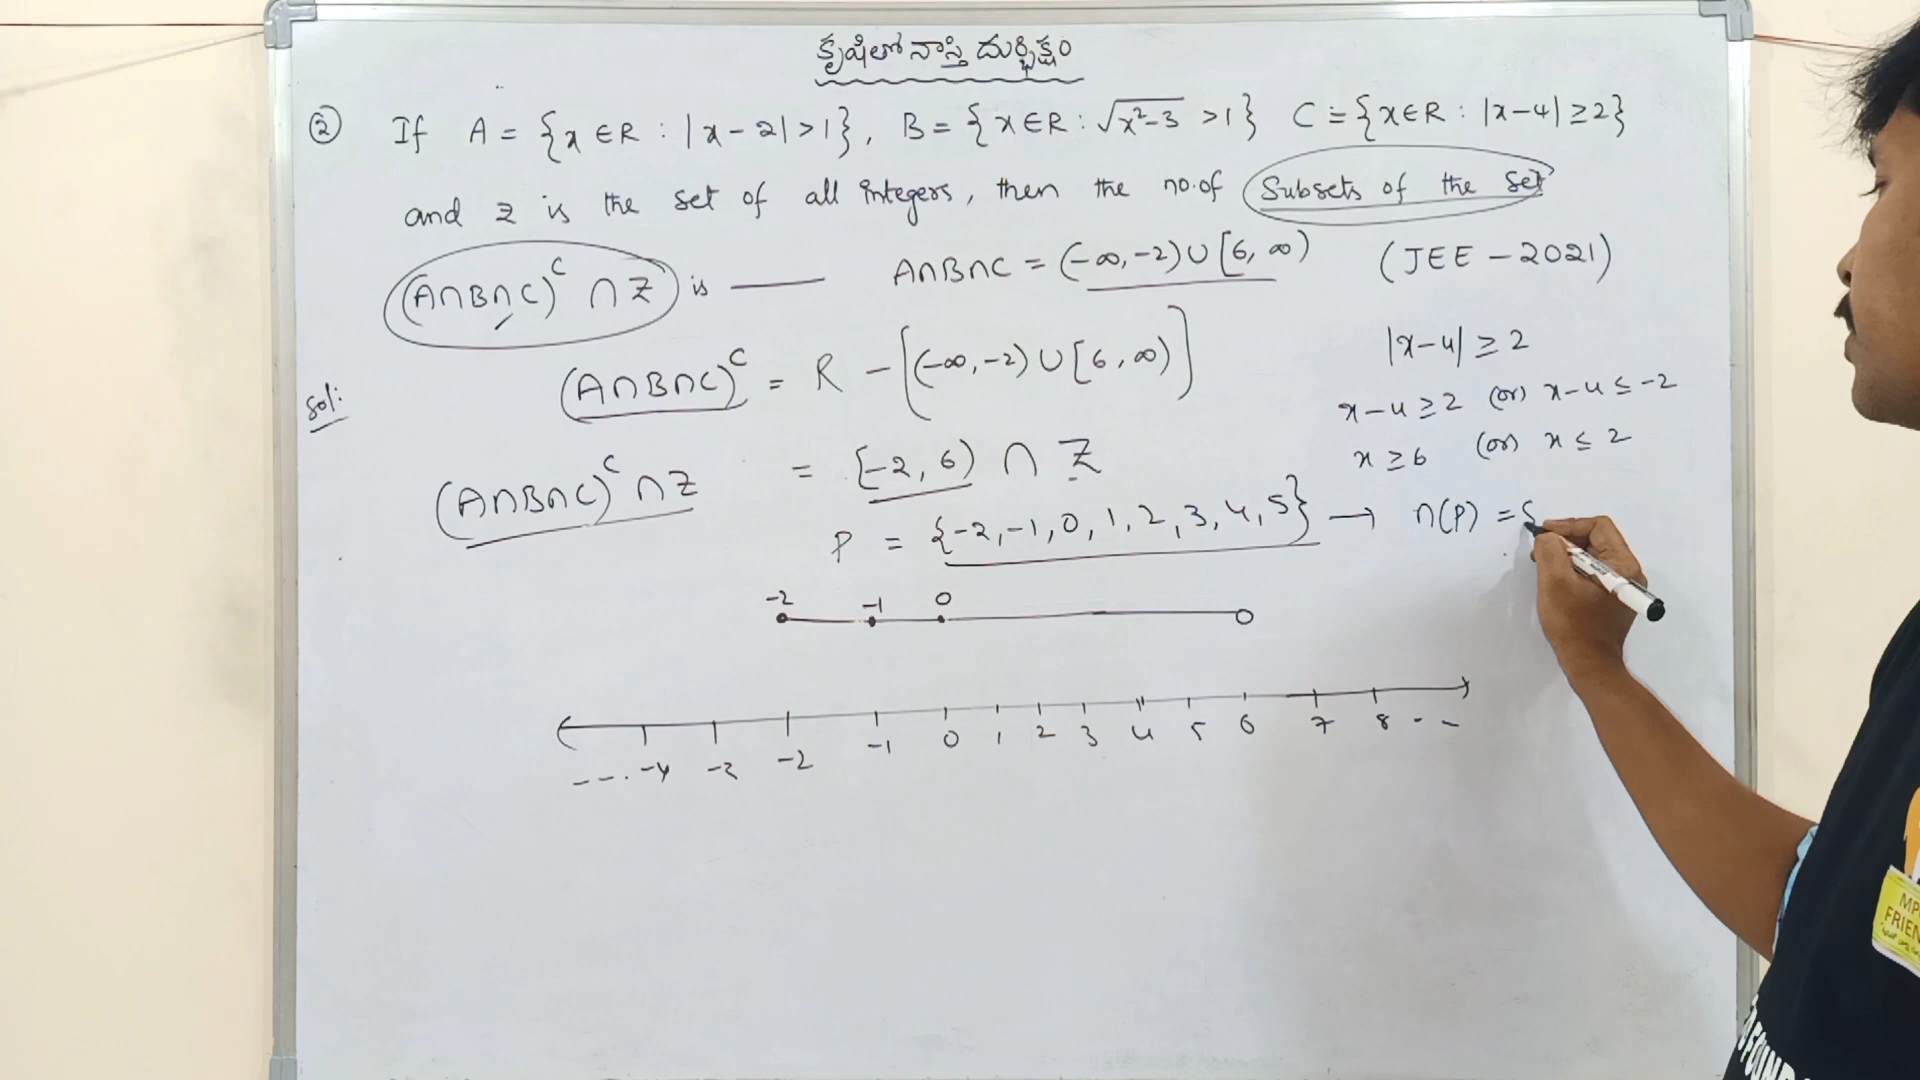 కృషితో నాస్తి దుర్భిక్షం
② If A = {x ∈ R : |x - 2| > 1}, B = {x ∈ R : √x²-3 > 1} C = {x ∈ R : |x-4| ≥ 2}
and Z is the set of all integers, then the no.of Subsets of the set
(A∩B∩C)ᶜ ∩ Z is ——— A∩B∩C = (-∞,-2) ∪ [6, ∞) (JEE - 2021)
Sol:
(A∩B∩C)ᶜ = R - [(-∞,-2) ∪ [6, ∞)]
|x-4| ≥ 2
x-4 ≥ 2 (or) x-4 ≤ -2
x ≥ 6 (or) x ≤ 2
(A∩B∩C)ᶜ ∩ Z = [-2, 6) ∩ Z
P = {-2, -1, 0, 1, 2, 3, 4, 5} → n(P) =
-2 -1 0
---. -4 -3 -2 -1 0 1 2 3 4 5 6 7 8 - -
MP
FRIEN